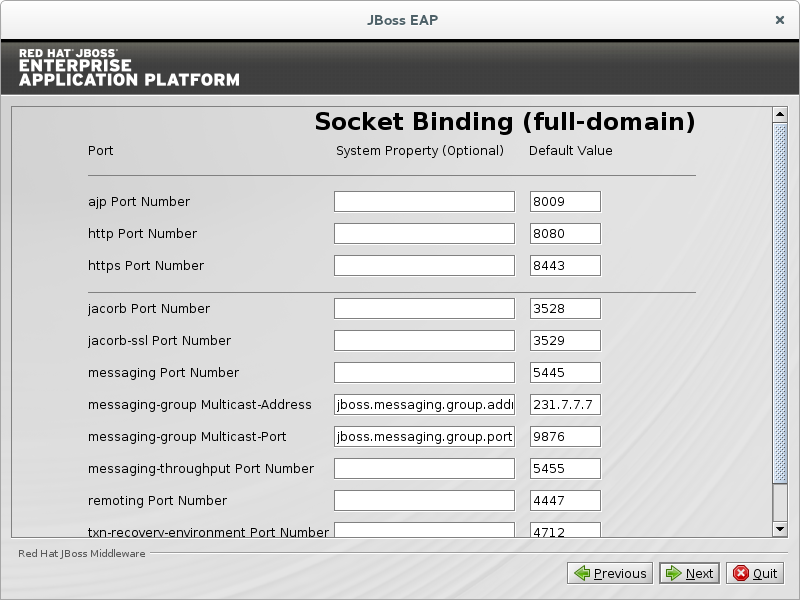 JBoss EAP
RED HAT® JBOSS®
ENTERPRISE
APPLICATION PLATFORM
Socket Binding (full-domain)
Port System Property (Optional) Default Value
ajp Port Number 8009
http Port Number 8080
https Port Number 8443
jacorb Port Number 3528
jacorb-ssl Port Number 3529
messaging Port Number 5445
messaging-group Multicast-Address jboss.messaging.group.addr 231.7.7.7
messaging-group Multicast-Port jboss.messaging.group.port 9876
messaging-throughput Port Number 5455
remoting Port Number 4447
txn-recovery-environment Port Number 4712
Red Hat JBoss Middleware
Previous Next Quit